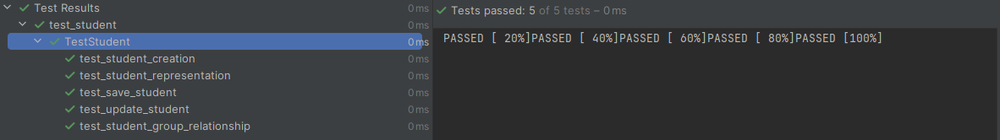 Test Results 0 ms
test_student 0 ms
TestStudent 0 ms
test_student_creation 0 ms
test_student_representation 0 ms
test_save_student 0 ms
test_update_student 0 ms
test_student_group_relationship 0 ms
Tests passed: 5 of 5 tests – 0 ms
PASSED [ 20%]PASSED [ 40%]PASSED [ 60%]PASSED [ 80%]PASSED [100%]